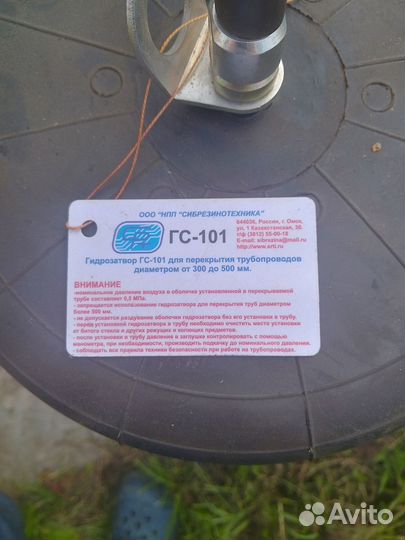 ООО "НПП "СИБРЕЗИНОТЕХНИКА"
ГС-101
644036, Россия, г. Омск,
ул. 1 Казахстанская, 30.
т\ф (3812) 55-00-18
E-mail: sibrezina@mail.ru
http://www.srti.ru
Гидрозатвор ГС-101 для перекрытия трубопроводов
диаметром от 300 до 500 мм.
ВНИМАНИЕ
-номинальное давление воздуха в оболочке установленной в перекрываемой
трубе составляет 0,5 МПа.
- запрещается использование гидрозатвора для перекрытия труб диаметром
более 500 мм.
- не допускается раздувание оболочки гидрозатвора без его установки в трубу.
- перед установкой гидрозатвора в трубу необходимо очистить место установки
от битого стекла и других режущих и колющих предметов.
- после установки в трубу давление в заглушке контролировать с помощью
манометра, при необходимости, производить подкачку до номинального давления.
- соблюдать все правила техники безопасности при работе на трубопроводах.
Avito